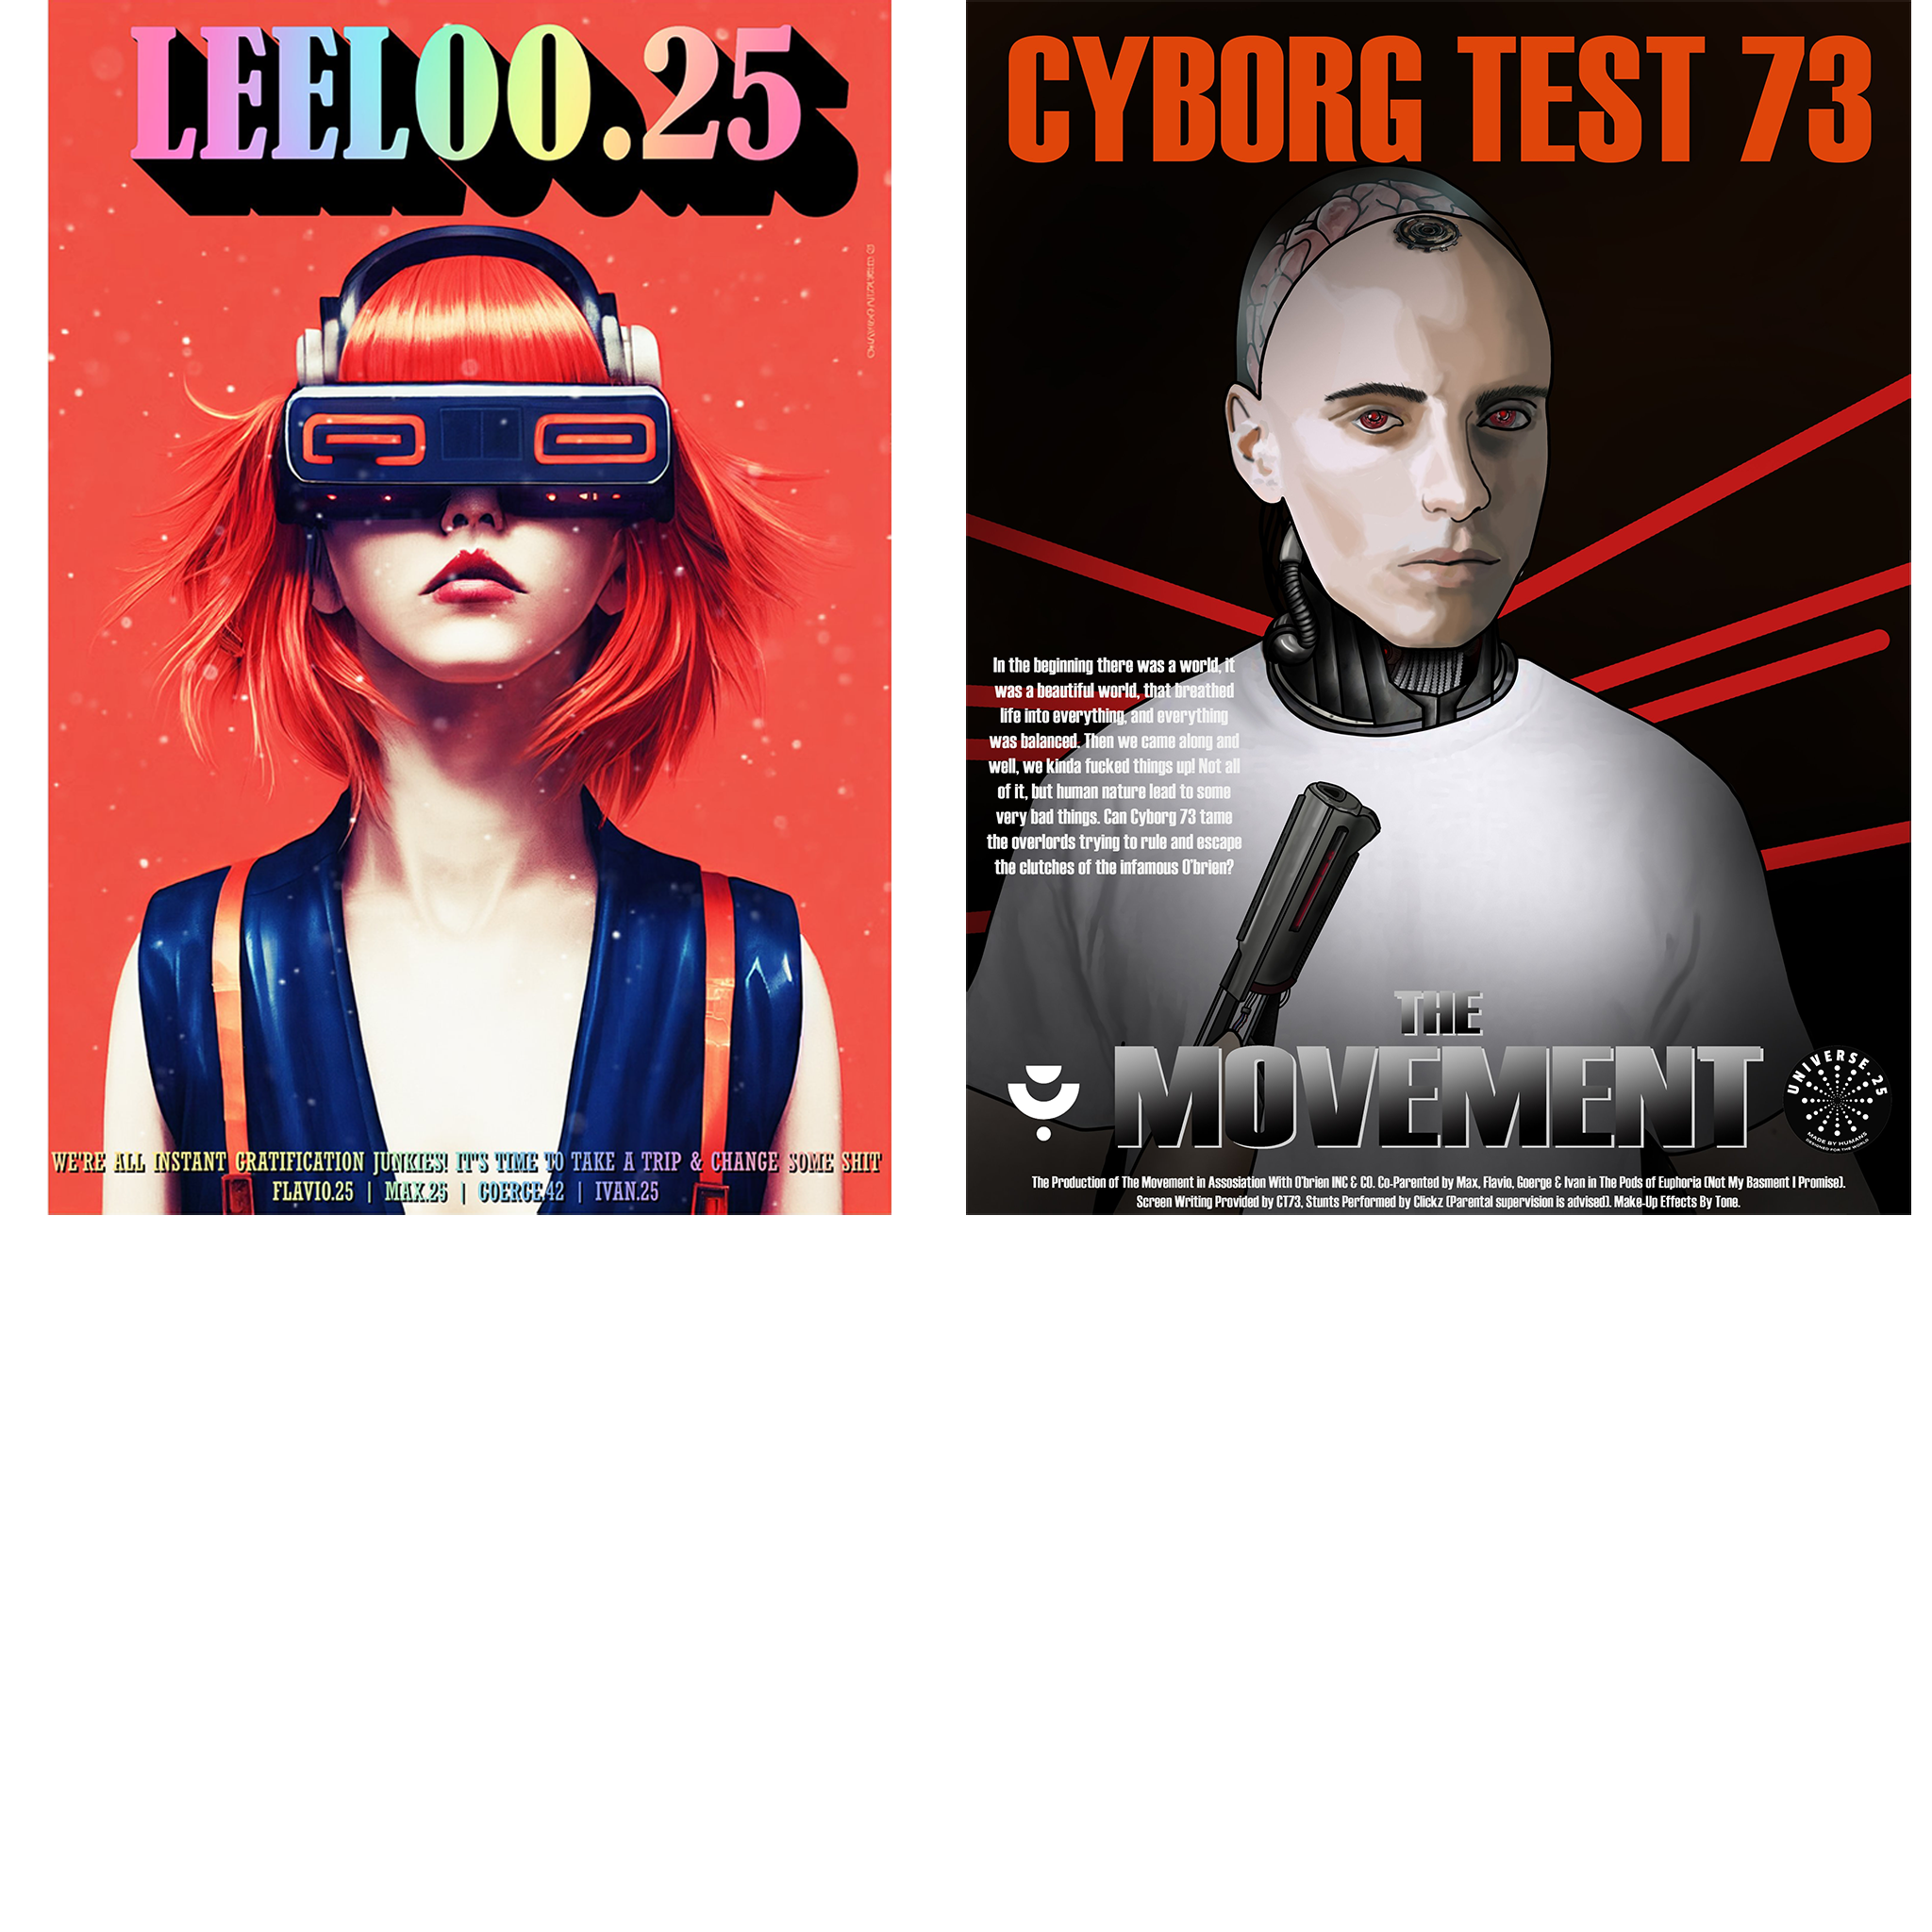 LEELOO.25
WE'RE ALL INSTANT GRATIFICATION JUNKIES! IT'S TIME TO TAKE A TRIP & CHANGE SOME SHIT
FLAVIO.25 | MAX.25 | GOERGE.42 | IVAN.25
CYBORG TEST 73
In the beginning there was a world, it
was a beautiful world, that breathed
life into everything, and everything
was balanced. Then we came along and
well, we kinda fucked things up! Not all
of it, but human nature lead to some
very bad things. Can Cyborg 73 tame
the overlords trying to rule and escape
the clutches of the infamous O'brien?
THE
MOVEMENT
UNIVERSE.25
MADE BY HUMANS
DESIGNED FOR THE WORLD
The Production of The Movement in Assosiation With O'brien INC & CO. Co-Parented by Max, Flavio, Goerge & Ivan in The Pods of Euphoria (Not My Basment I Promise).
Screen Writing Provided by CT73, Stunts Performed by Clickz (Parental supervision is advised). Make-Up Effects By Tone.